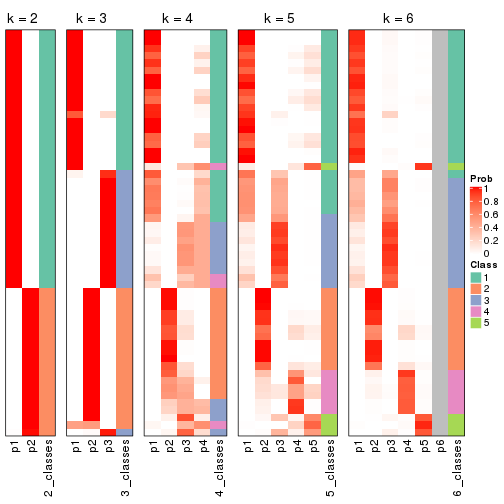 k = 2 k = 3 k = 4 k = 5 k = 6
Prob
1
0.8
0.6
0.4
0.2
0
Class
1
2
3
4
5
p1 p2 2_classes p1 p2 p3 3_classes p1 p2 p3 p4 4_classes p1 p2 p3 p4 p5 5_classes p1 p2 p3 p4 p5 p6 6_classes